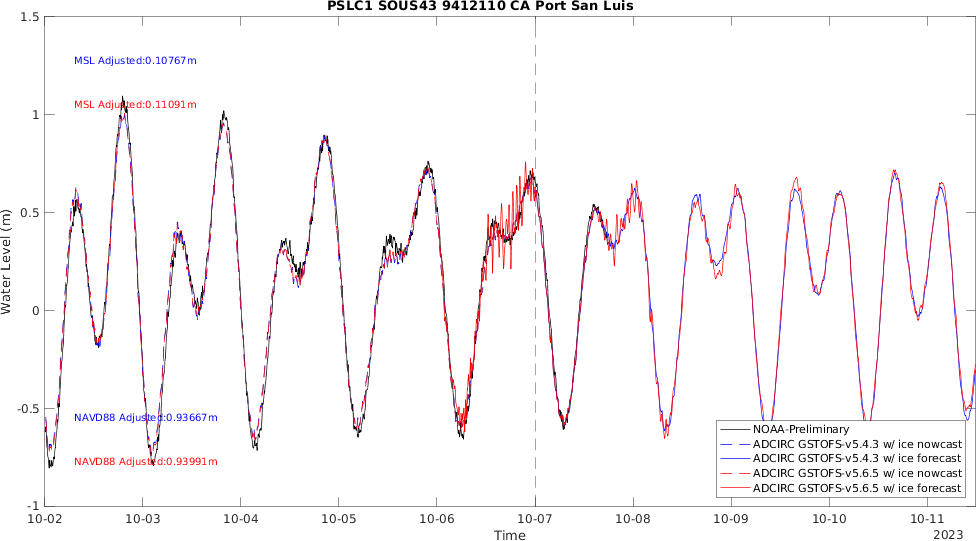 PSLC1 SOUS43 9412110 CA Port San Luis
1.5
1
0.5
0
-0.5
-1
Water Level (m)
MSL Adjusted:0.10767m
MSL Adjusted:0.11091m
NAVD88 Adjusted:0.93667m
NAVD88 Adjusted:0.93991m
NOAA-Preliminary
ADCIRC GSTOFS-v5.4.3 w/ ice nowcast
ADCIRC GSTOFS-v5.4.3 w/ ice forecast
ADCIRC GSTOFS-v5.6.5 w/ ice nowcast
ADCIRC GSTOFS-v5.6.5 w/ ice forecast
10-02 10-03 10-04 10-05 10-06 10-07 10-08 10-09 10-10 10-11
Time
2023